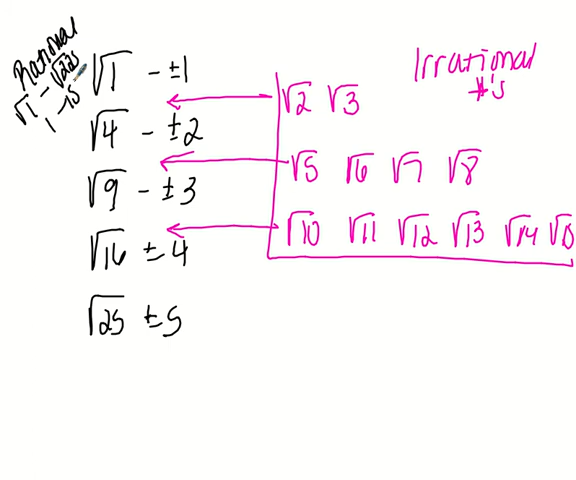 Rational
√1 - √225
1 - 15
√1 - ±1
√4 - ±2
√9 - ±3
√16 ±4
√25 ±5
Irrational
#'s
√2 √3
√5 √6 √7 √8
√10 √11 √12 √13 √14 √15